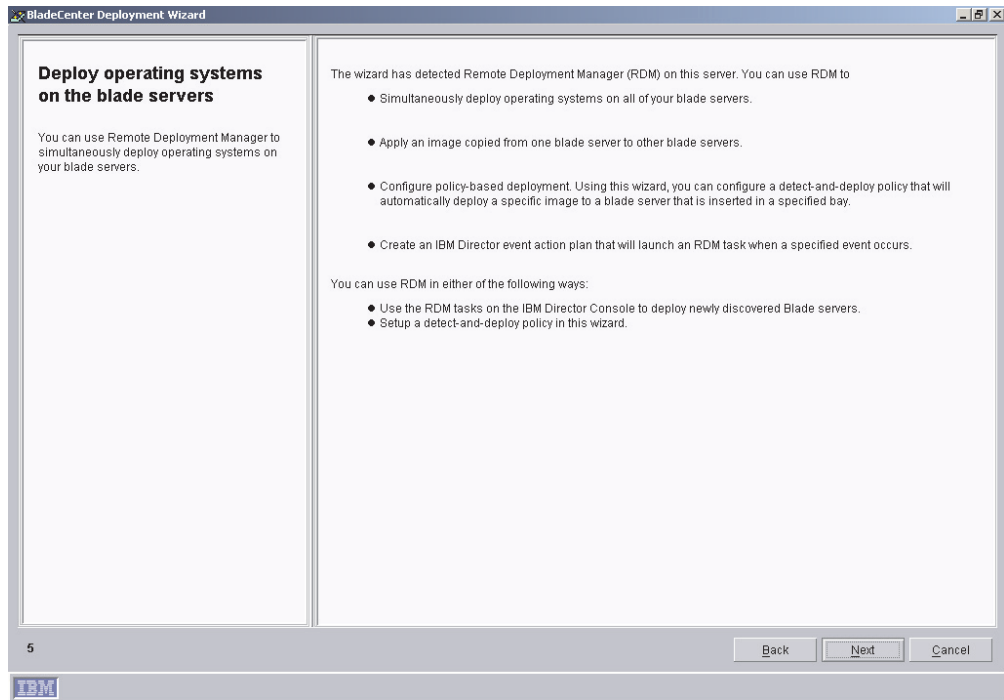 BladeCenter Deployment Wizard
Deploy operating systems
on the blade servers
You can use Remote Deployment Manager to
simultaneously deploy operating systems on
your blade servers.
The wizard has detected Remote Deployment Manager (RDM) on this server. You can use RDM to
● Simultaneously deploy operating systems on all of your blade servers.
● Apply an image copied from one blade server to other blade servers.
● Configure policy-based deployment. Using this wizard, you can configure a detect-and-deploy policy that will
automatically deploy a specific image to a blade server that is inserted in a specified bay.
● Create an IBM Director event action plan that will launch an RDM task when a specified event occurs.
You can use RDM in either of the following ways:
● Use the RDM tasks on the IBM Director Console to deploy newly discovered Blade servers.
● Setup a detect-and-deploy policy in this wizard.
5
Back
Next
Cancel
IBM